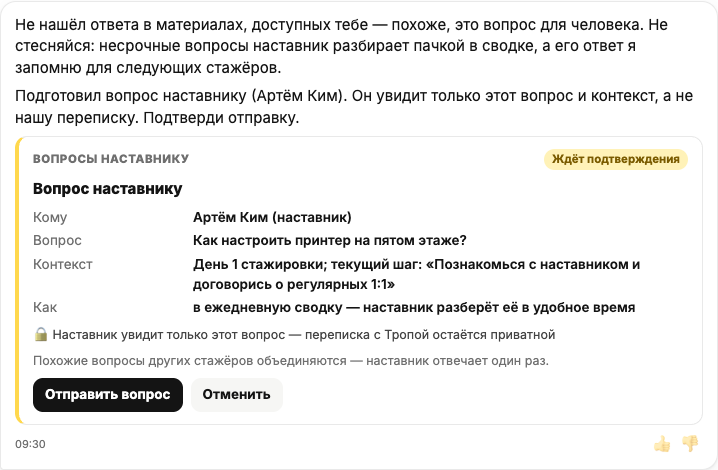 Не нашёл ответа в материалах, доступных тебе — похоже, это вопрос для человека. Не
стесняйся: несрочные вопросы наставник разбирает пачкой в сводке, а его ответ я
запомню для следующих стажёров.
Подготовил вопрос наставнику (Артём Ким). Он увидит только этот вопрос и контекст, а не
нашу переписку. Подтверди отправку.
ВОПРОСЫ НАСТАВНИКУ
Ждёт подтверждения
Вопрос наставнику
Кому Артём Ким (наставник)
Вопрос Как настроить принтер на пятом этаже?
Контекст День 1 стажировки; текущий шаг: «Познакомься с наставником и
договорись о регулярных 1:1»
Как в ежедневную сводку — наставник разберёт её в удобное время
Наставник увидит только этот вопрос — переписка с Тропой остаётся приватной
Похожие вопросы других стажёров объединяются — наставник отвечает один раз.
Отправить вопрос Отменить
09:30